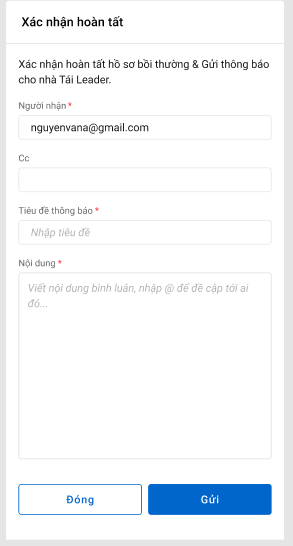 Xác nhận hoàn tất
Xác nhận hoàn tất hồ sơ bồi thường & Gửi thông báo
cho nhà Tái Leader.
Người nhận *
nguyenvana@gmail.com
Cc
Tiêu đề thông báo *
Nhập tiêu đề
Nội dung *
Viết nội dung bình luận, nhập @ để đề cập tới ai
đó...
Đóng
Gửi